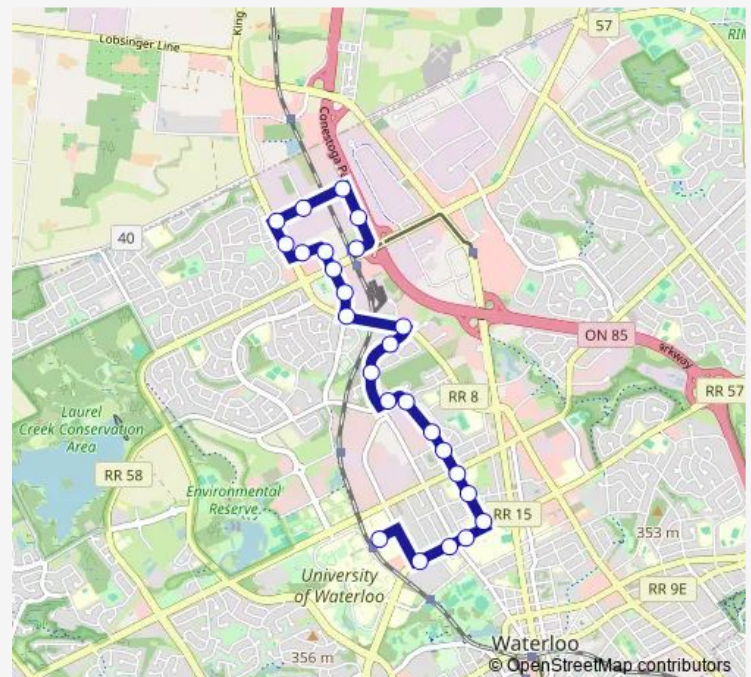 57
Lobsinger Line
King
RIM
Conestoga Pa
40
ON 85
arkway
RR 57
RR 8
Laurel
Creek Conservation
Area
RR 58
Environmental
Reserve
RR 15
353 m
University
of Waterloo
RR 9E
356 m
Waterloo
© OpenStreetMap contributors